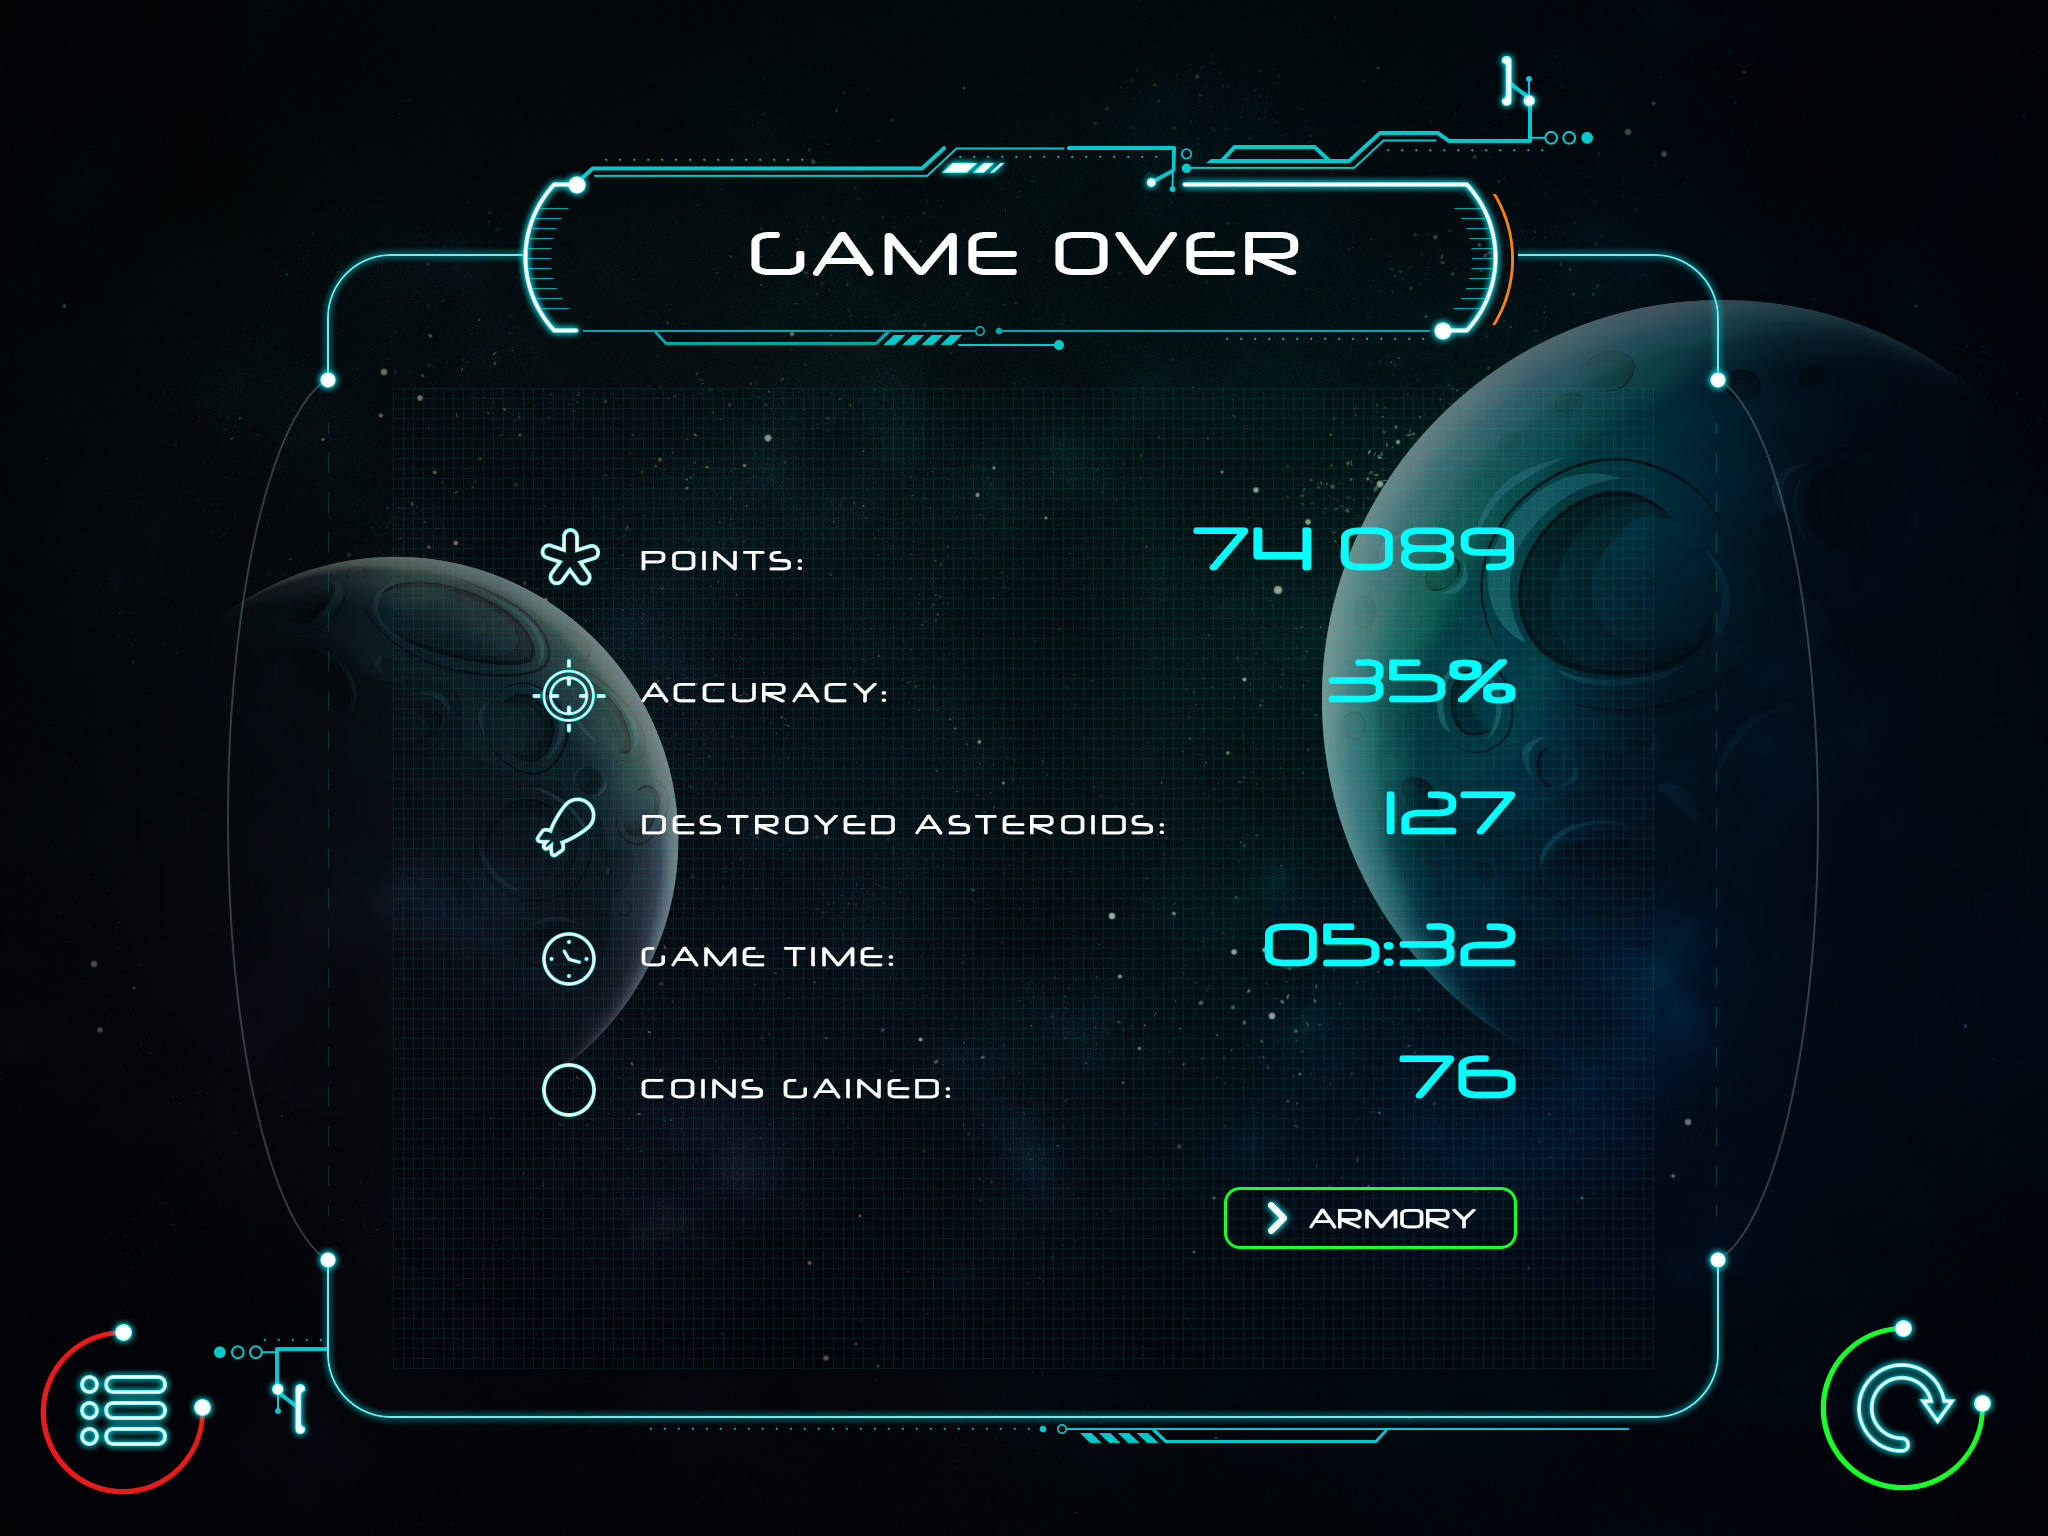 GAME OVER
POINTS: 74 089
ACCURACY: 35%
DESTROYED ASTEROIDS: 127
GAME TIME: 05:32
COINS GAINED: 76
ARMORY